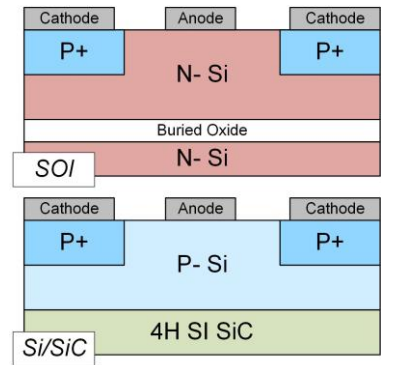 Cathode Anode Cathode
P+ P+
N- Si
Buried Oxide
N- Si
SOI
Cathode Anode Cathode
P+ P+
P- Si
4H SI SiC
Si/SiC